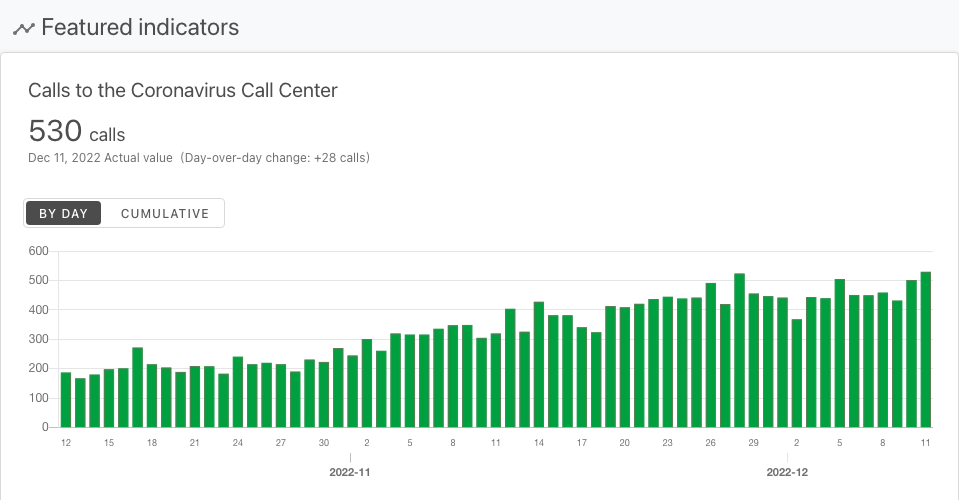 Featured indicators
Calls to the Coronavirus Call Center
530 calls
Dec 11, 2022 Actual value (Day-over-day change: +28 calls)
BY DAY CUMULATIVE
600
500
400
300
200
100
0
12 15 18 21 24 27 30 2 5 8 11 14 17 20 23 26 29 2 5 8 11
2022-11 2022-12